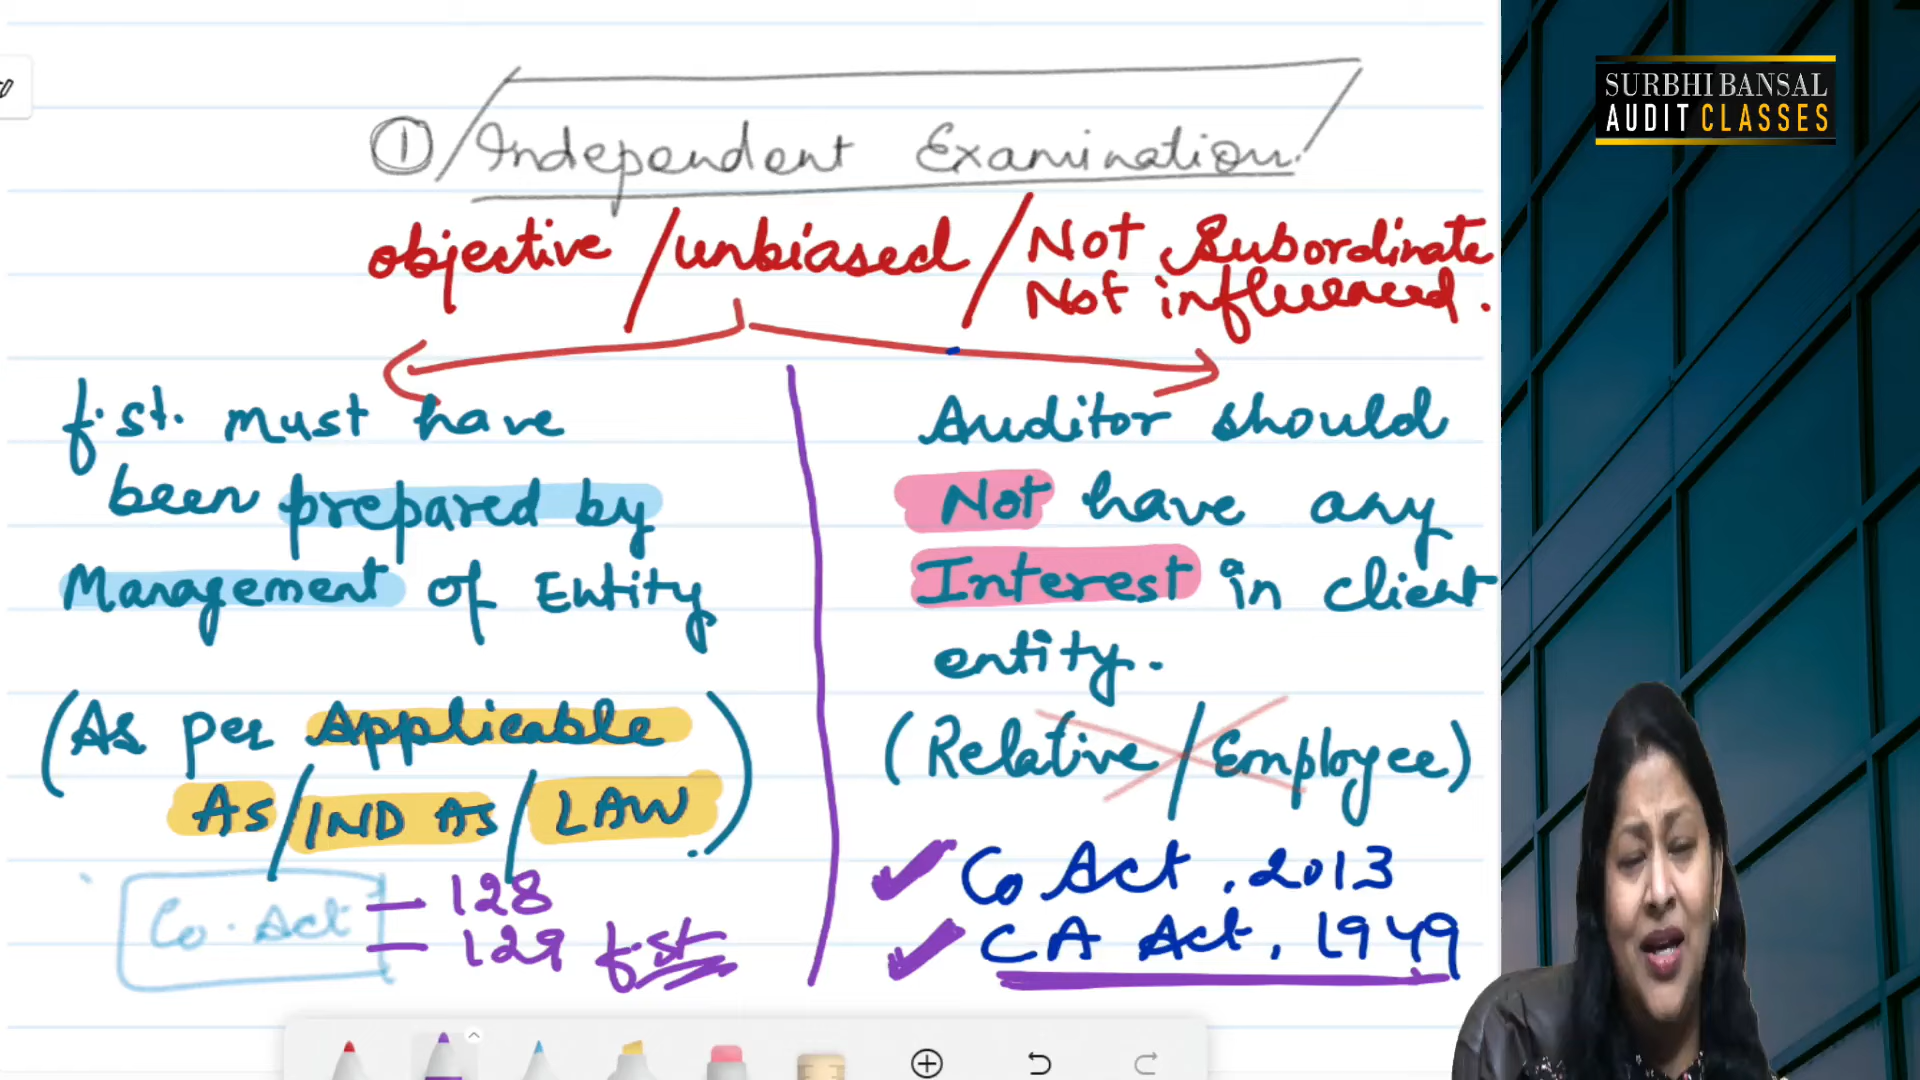 ① Independent Examination.
objective / unbiased / Not Subordinate
Not influenced.
f.st. must have
been prepared by
Management of Entity
(As per Applicable
AS / IND AS / LAW)
Co. Act — 128
— 129 f.st
Auditor should
Not have any
Interest in client
entity.
(Relative / Employee)
✓ Co Act, 2013
✓ CA Act, 1949
SURBHI BANSAL
AUDIT CLASSES